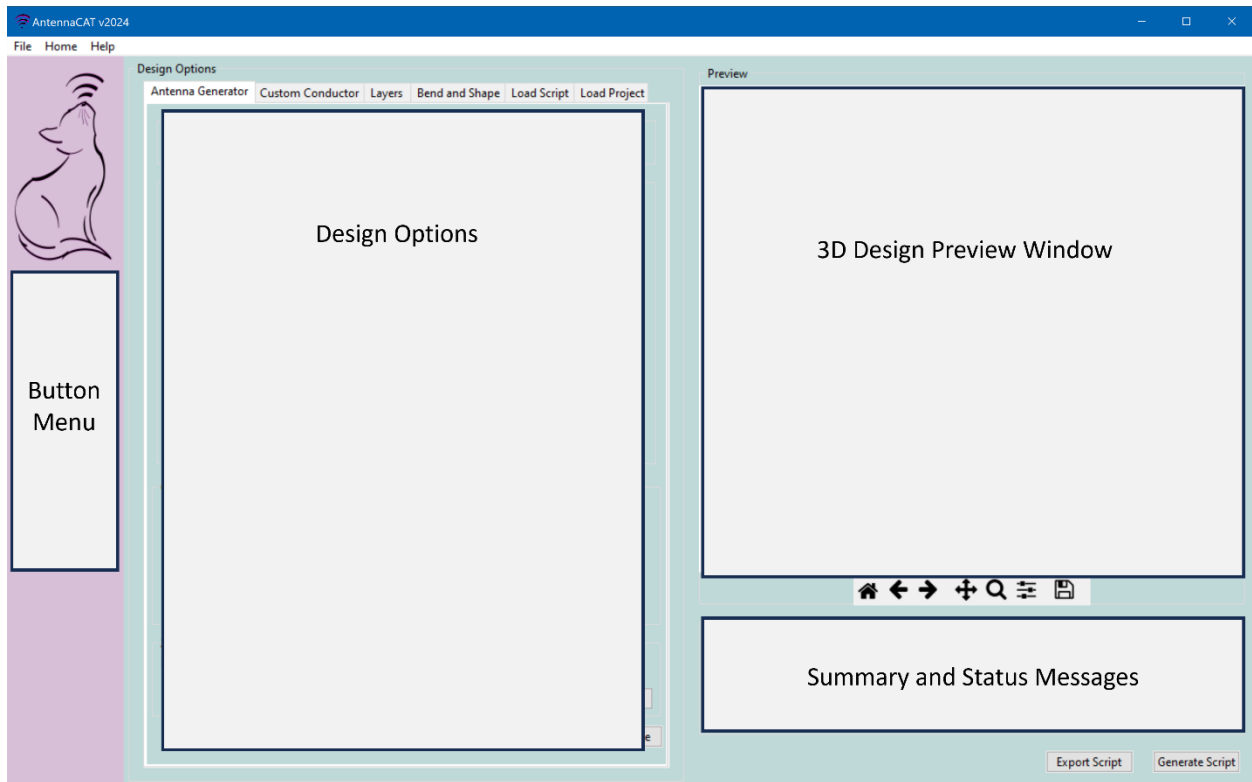 AntennaCAT v2024
File Home Help
Design Options
Antenna Generator Custom Conductor Layers Bend and Shape Load Script Load Project
Design Options
Button
Menu
Preview
3D Design Preview Window
Summary and Status Messages
Export Script Generate Script